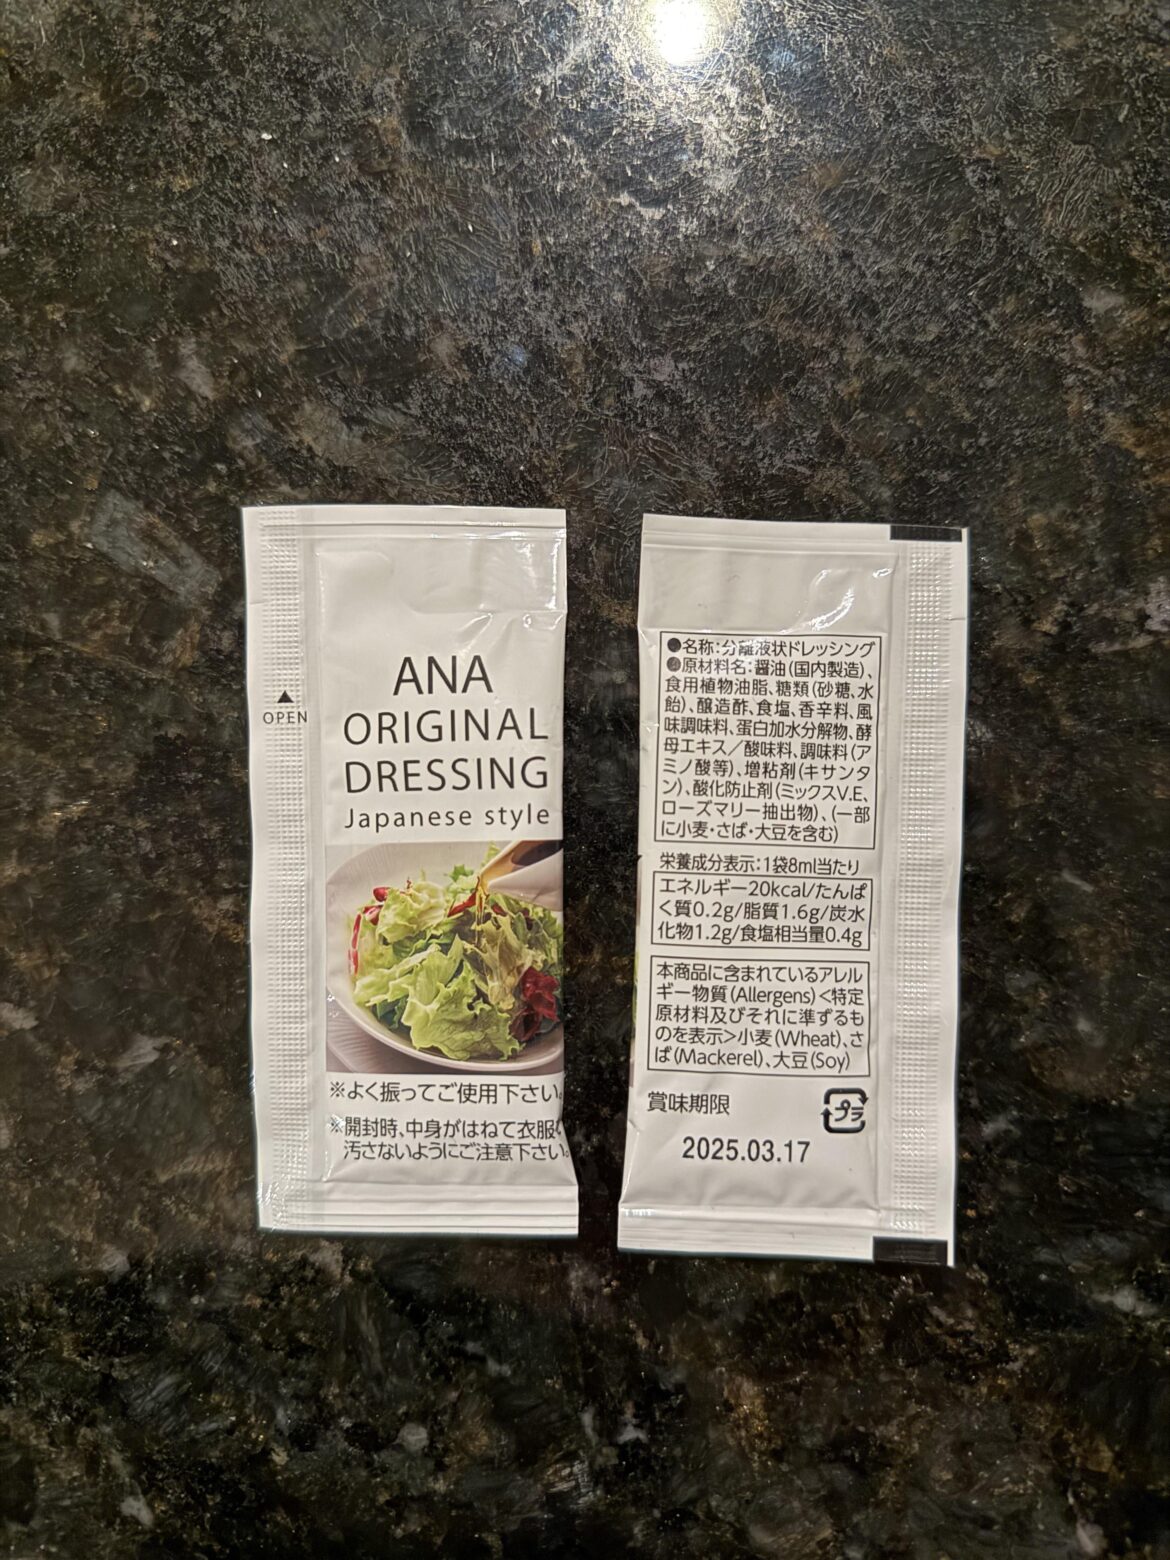 ▲
OPEN
ANA
ORIGINAL
DRESSING
Japanese style
※よく振ってご使用下さい。
※開封時、中身がはねて衣服を
汚さないようにご注意下さい。
●名称：分離液状ドレッシング
●原材料名：醤油（国内製造）、
食用植物油脂、糖類（砂糖、水
飴）、醸造酢、食塩、香辛料、風
味調味料、蛋白加水分解物、酵
母エキス／酸味料、調味料（ア
ミノ酸等）、増粘剤（キサンタ
ン）、酸化防止剤（ミックスV.E、
ローズマリー抽出物）、（一部
に小麦・さば・大豆を含む）
栄養成分表示：1袋8ml当たり
エネルギー20kcal/たんぱ
く質0.2g/脂質1.6g/炭水
化物1.2g/食塩相当量0.4g
本商品に含まれているアレル
ギー物質(Allergens)＜特定
原材料及びそれに準ずるも
のを表示＞小麦(Wheat)、さ
ば(Mackerel)、大豆(Soy)
賞味期限
プラ
2025.03.17